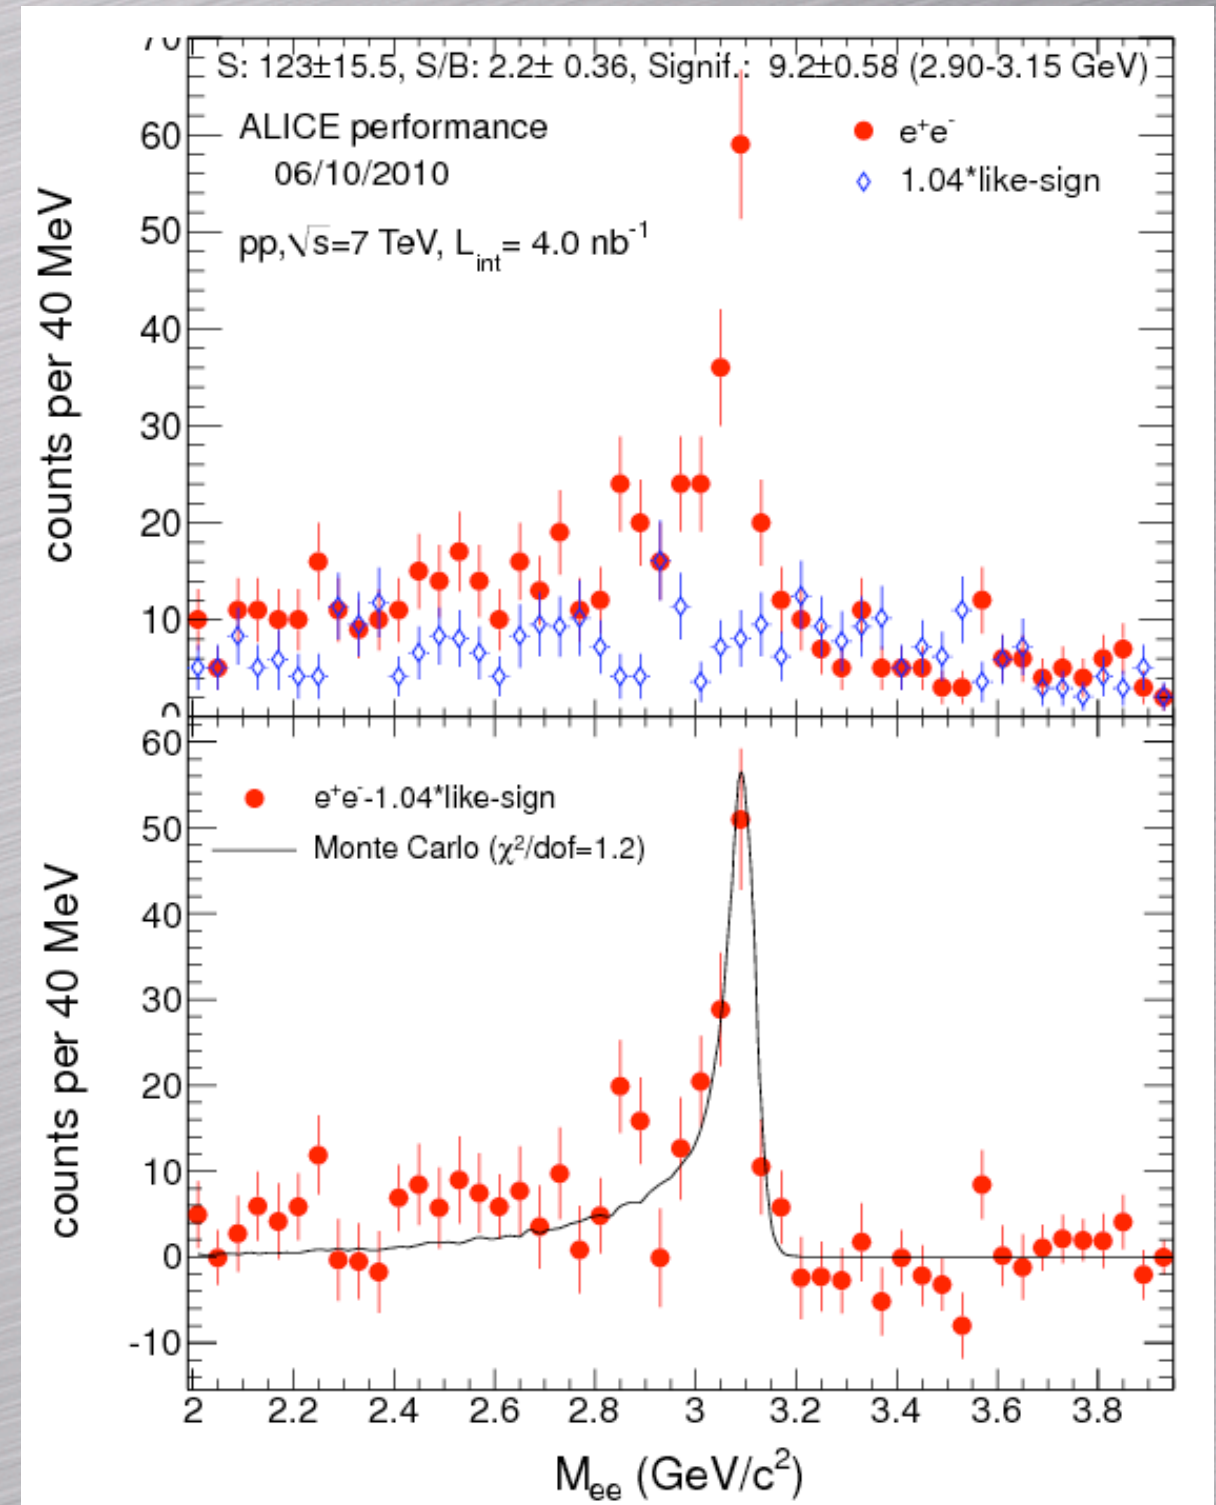 70
S: 123±15.5, S/B: 2.2± 0.36, Signif.: 9.2±0.58 (2.90-3.15 GeV)
ALICE performance
06/10/2010
pp,√s=7 TeV, Lint= 4.0 nb-1
e+e-
1.04*like-sign
60
50
40
30
20
10
0
counts per 40 MeV
60
50
40
30
20
10
0
-10
counts per 40 MeV
e+e--1.04*like-sign
Monte Carlo (χ2/dof=1.2)
2 2.2 2.4 2.6 2.8 3 3.2 3.4 3.6 3.8
Mee (GeV/c2)